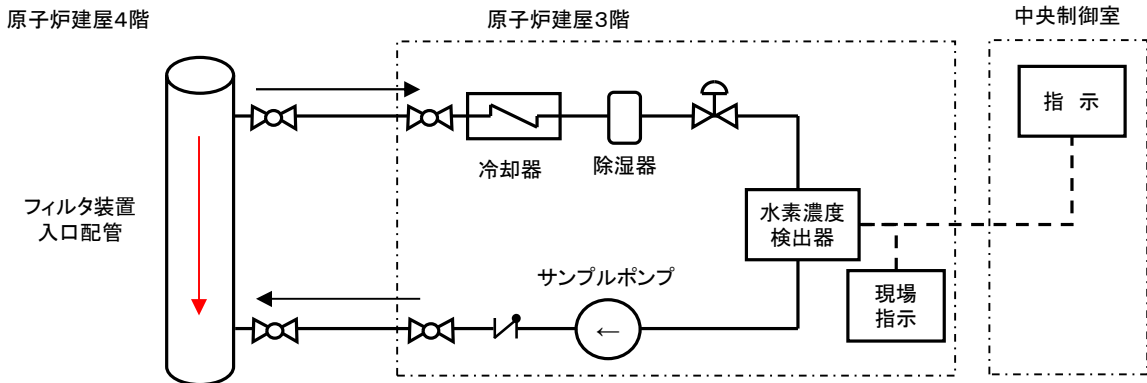 原子炉建屋4階
原子炉建屋3階
中央制御室
指 示
冷却器
除湿器
フィルタ装置
入口配管
水素濃度
検出器
サンプルポンプ
現場
指示
←